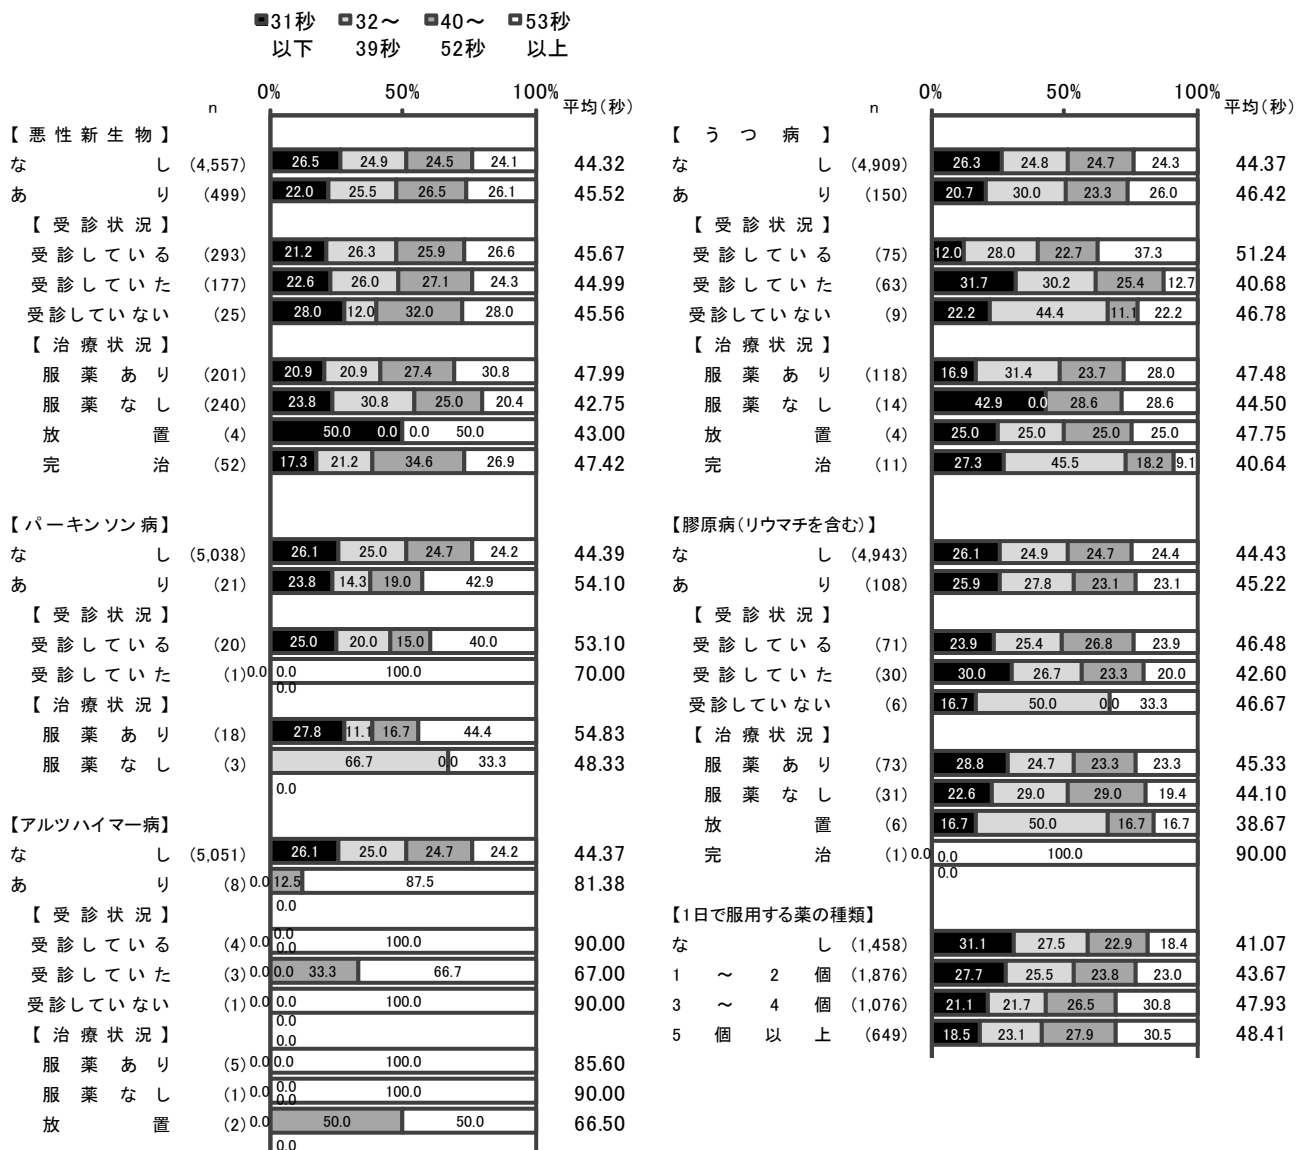 ■31秒以下 ■32～39秒 ■40～52秒 □53秒以上
n 0% 50% 100% 平均(秒)
【悪性新生物】
なし (4,557) 26.5 24.9 24.5 24.1 44.32
あり (499) 22.0 25.5 26.5 26.1 45.52
【受診状況】
受診している (293) 21.2 26.3 25.9 26.6 45.67
受診していた (177) 22.6 26.0 27.1 24.3 44.99
受診していない (25) 28.0 12.0 32.0 28.0 45.56
【治療状況】
服薬あり (201) 20.9 20.9 27.4 30.8 47.99
服薬なし (240) 23.8 30.8 25.0 20.4 42.75
放置 (4) 50.0 0.0 0.0 50.0 43.00
完治 (52) 17.3 21.2 34.6 26.9 47.42
【パーキンソン病】
なし (5,038) 26.1 25.0 24.7 24.2 44.39
あり (21) 23.8 14.3 19.0 42.9 54.10
【受診状況】
受診している (20) 25.0 20.0 15.0 40.0 53.10
受診していた (1) 0.0 0.0 100.0 70.00
0.0
【治療状況】
服薬あり (18) 27.8 11.1 16.7 44.4 54.83
服薬なし (3) 66.7 0.0 33.3 48.33
0.0
【アルツハイマー病】
なし (5,051) 26.1 25.0 24.7 24.2 44.37
あり (8) 0.0 12.5 87.5 81.38
0.0
【受診状況】
受診している (4) 0.0 0.0 0.0 100.0 90.00
受診していた (3) 0.0 0.0 33.3 66.7 67.00
受診していない (1) 0.0 0.0 100.0 90.00
0.0
【治療状況】
0.0
服薬あり (5) 0.0 0.0 100.0 85.60
服薬なし (1) 0.0 0.0 0.0 100.0 90.00
放置 (2) 0.0 50.0 50.0 66.50
0.0
n 0% 50% 100% 平均(秒)
【うつ病】
なし (4,909) 26.3 24.8 24.7 24.3 44.37
あり (150) 20.7 30.0 23.3 26.0 46.42
【受診状況】
受診している (75) 12.0 28.0 22.7 37.3 51.24
受診していた (63) 31.7 30.2 25.4 12.7 40.68
受診していない (9) 22.2 44.4 11.1 22.2 46.78
【治療状況】
服薬あり (118) 16.9 31.4 23.7 28.0 47.48
服薬なし (14) 42.9 0.0 28.6 28.6 44.50
放置 (4) 25.0 25.0 25.0 25.0 47.75
完治 (11) 27.3 45.5 18.2 9.1 40.64
【膠原病(リウマチを含む)】
なし (4,943) 26.1 24.9 24.7 24.4 44.43
あり (108) 25.9 27.8 23.1 23.1 45.22
【受診状況】
受診している (71) 23.9 25.4 26.8 23.9 46.48
受診していた (30) 30.0 26.7 23.3 20.0 42.60
受診していない (6) 16.7 50.0 0.0 33.3 46.67
【治療状況】
服薬あり (73) 28.8 24.7 23.3 23.3 45.33
服薬なし (31) 22.6 29.0 29.0 19.4 44.10
放置 (6) 16.7 50.0 16.7 16.7 38.67
完治 (1) 0.0 0.0 100.0 90.00
0.0
【1日で服用する薬の種類】
なし (1,458) 31.1 27.5 22.9 18.4 41.07
1～2個 (1,876) 27.7 25.5 23.8 23.0 43.67
3～4個 (1,076) 21.1 21.7 26.5 30.8 47.93
5個以上 (649) 18.5 23.1 27.9 30.5 48.41